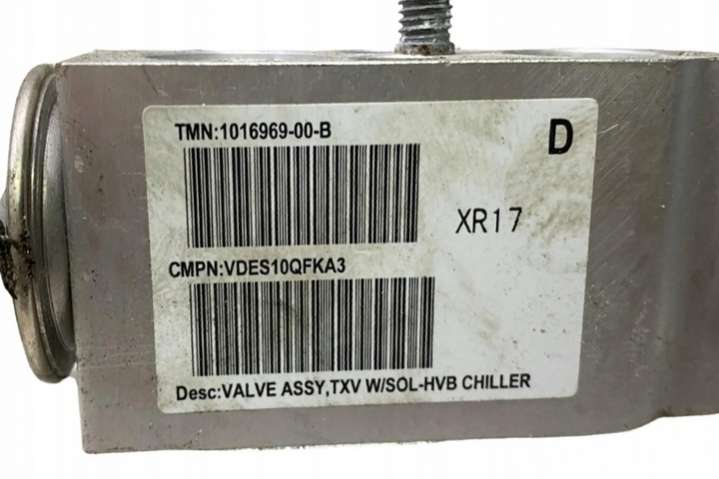 TMN:1016969-00-B
D
XR17
CMPN:VDES10QFKA3
Desc:VALVE ASSY,TXV W/SOL-HVB CHILLER